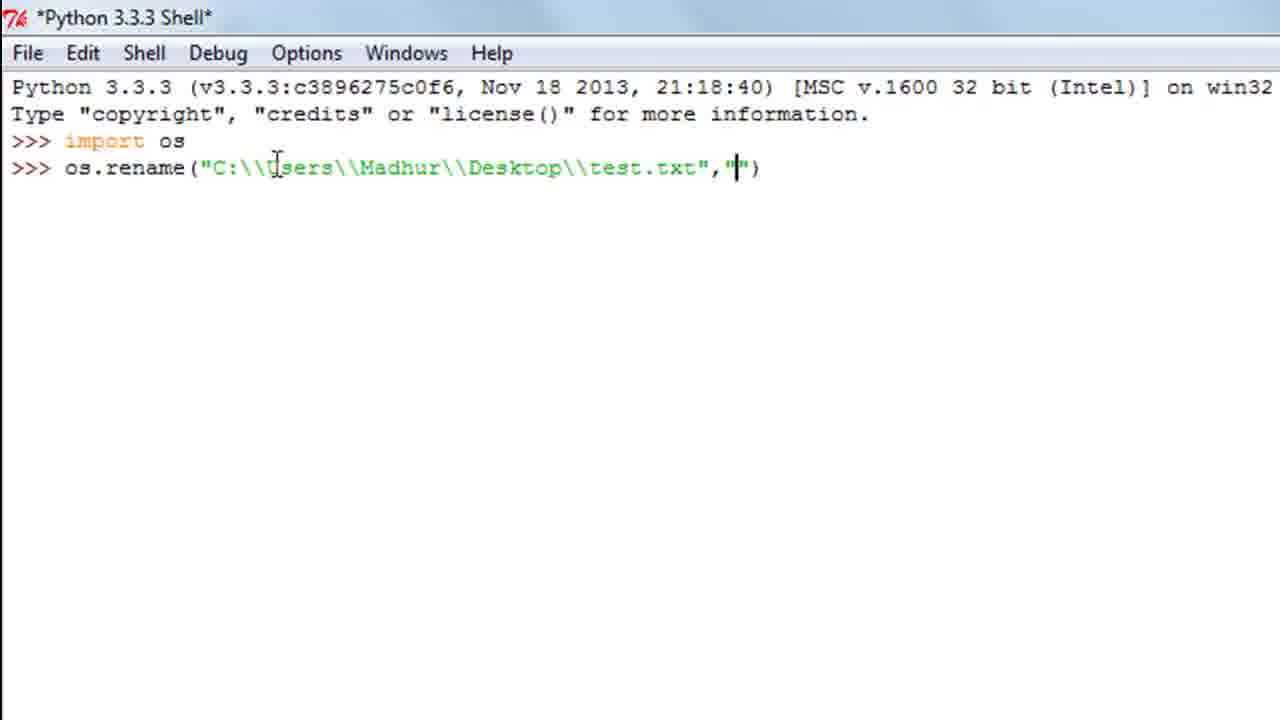 *Python 3.3.3 Shell*
File Edit Shell Debug Options Windows Help
Python 3.3.3 (v3.3.3:c3896275c0f6, Nov 18 2013, 21:18:40) [MSC v.1600 32 bit (Intel)] on win32
Type "copyright", "credits" or "license()" for more information.
>>> import os
>>> os.rename("C:\\Users\\Madhur\\Desktop\\test.txt","")